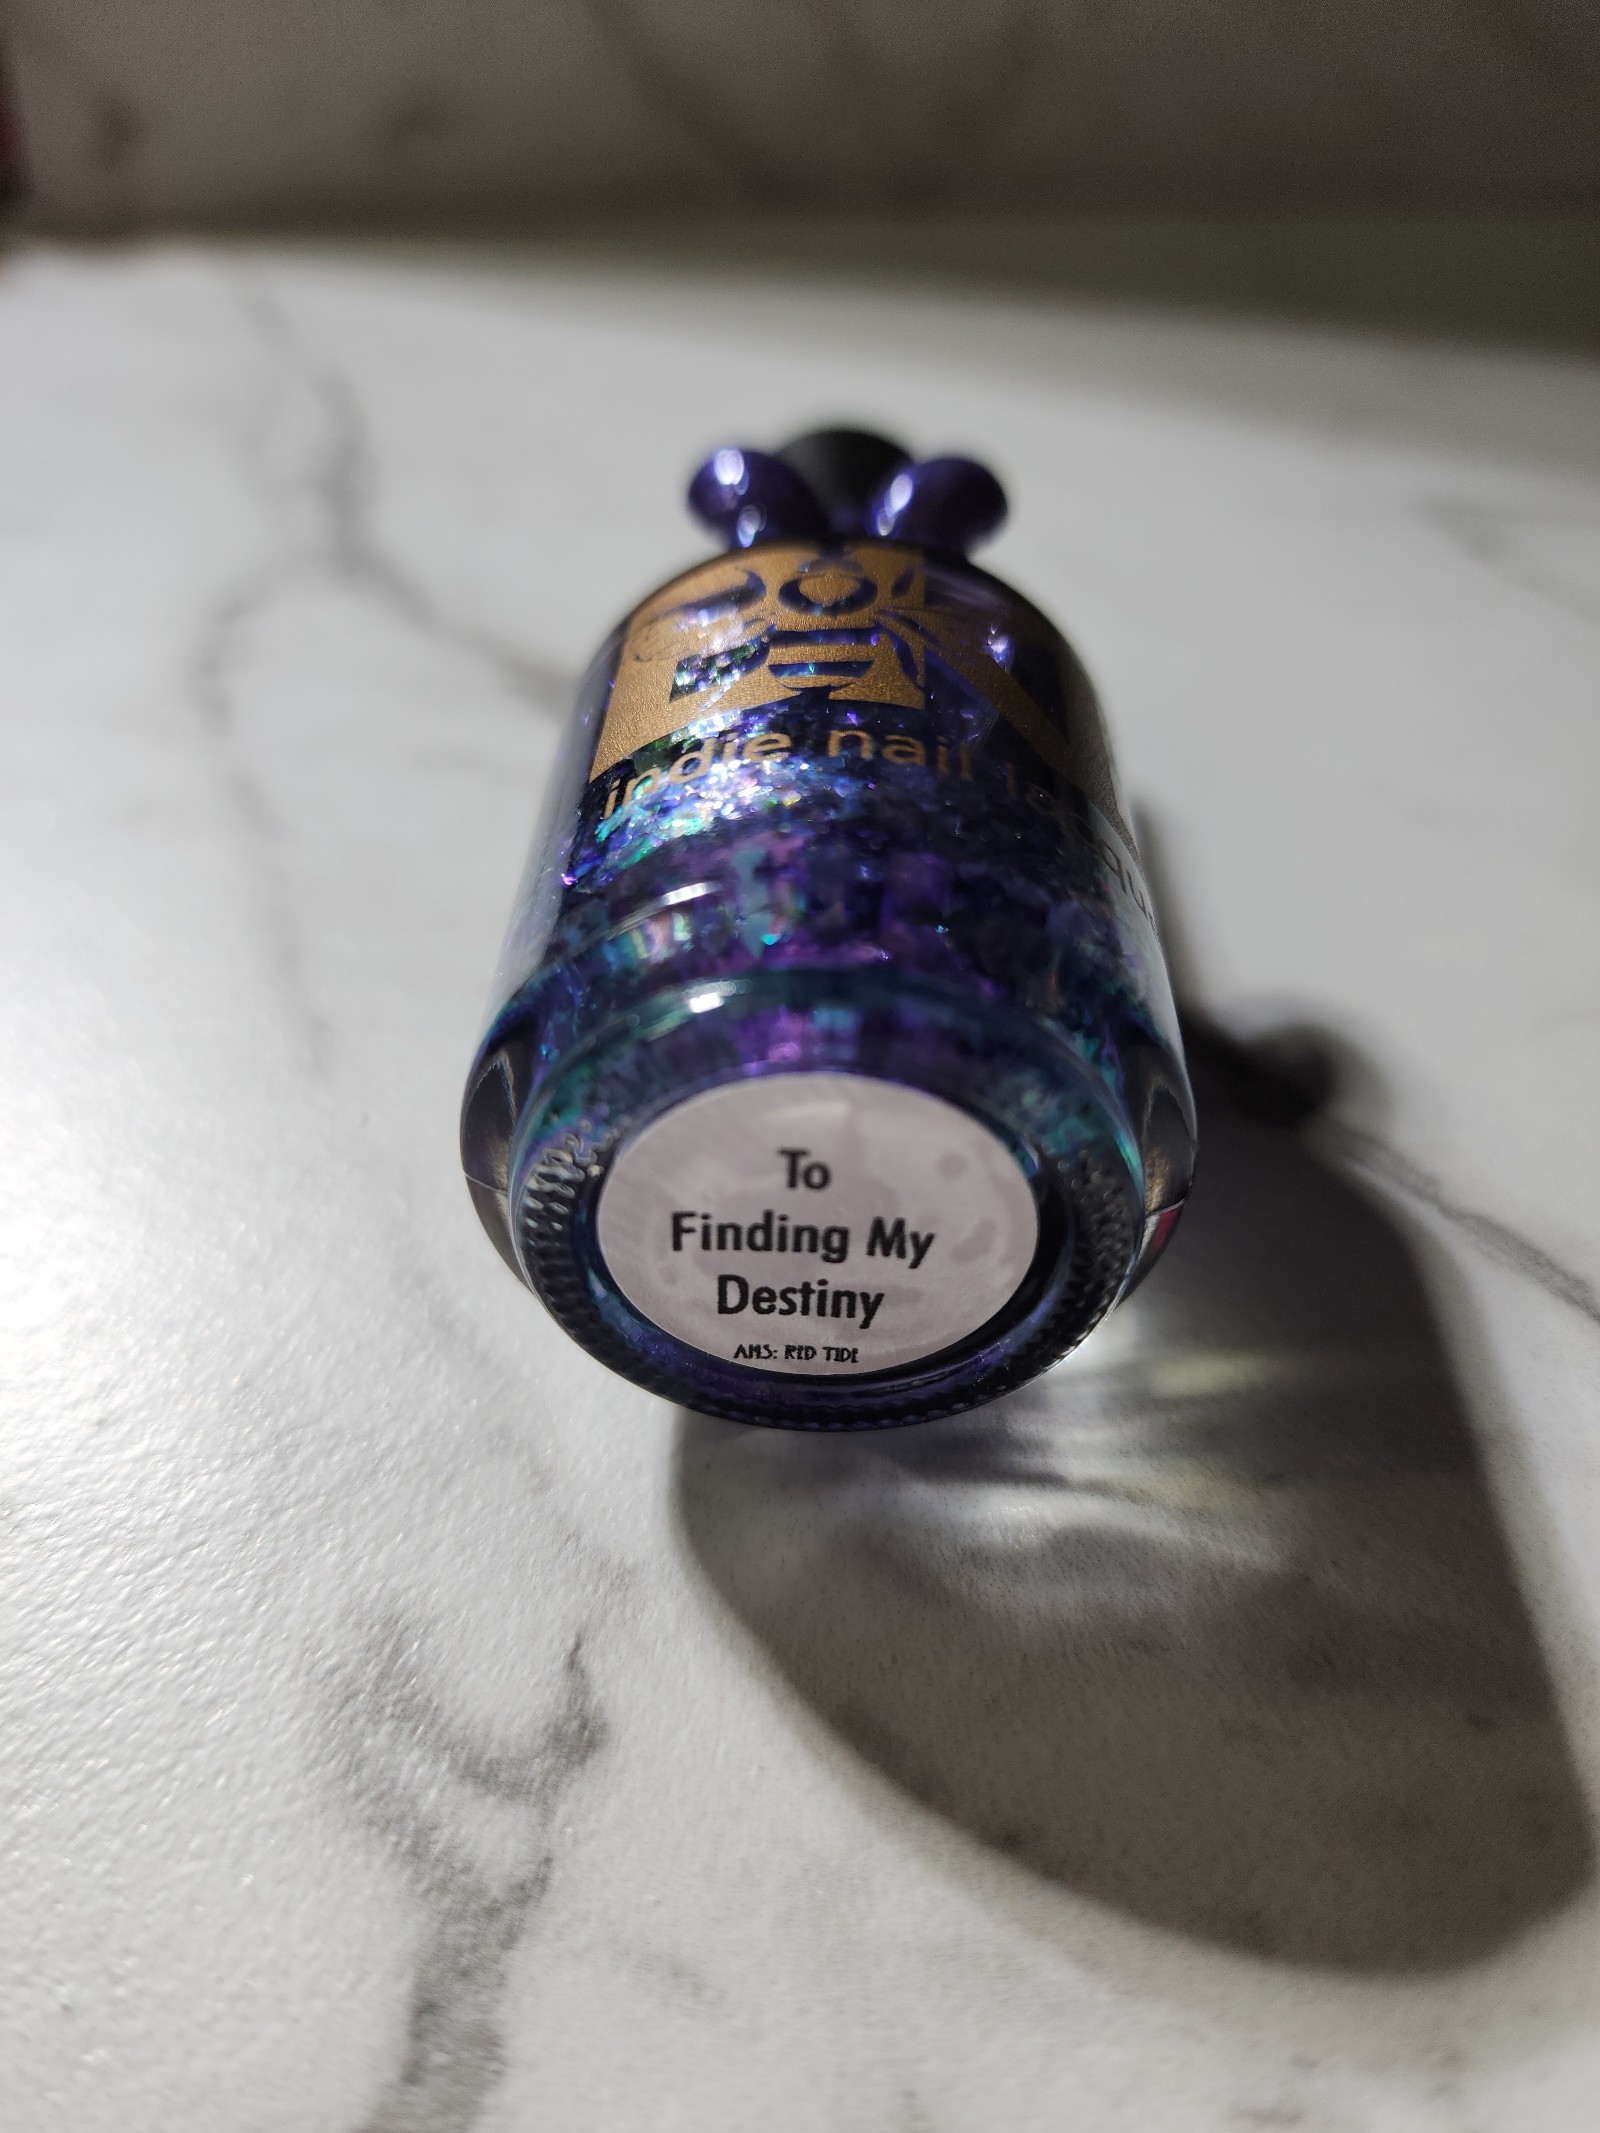 indie nail
To
Finding My
Destiny
AHS: RED TIDE